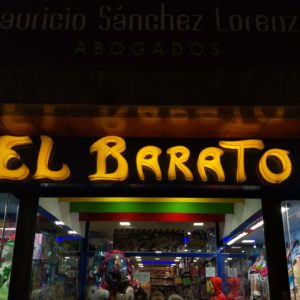 auricio Sánchez Lorenz
ABOGADOS
EL BARATO